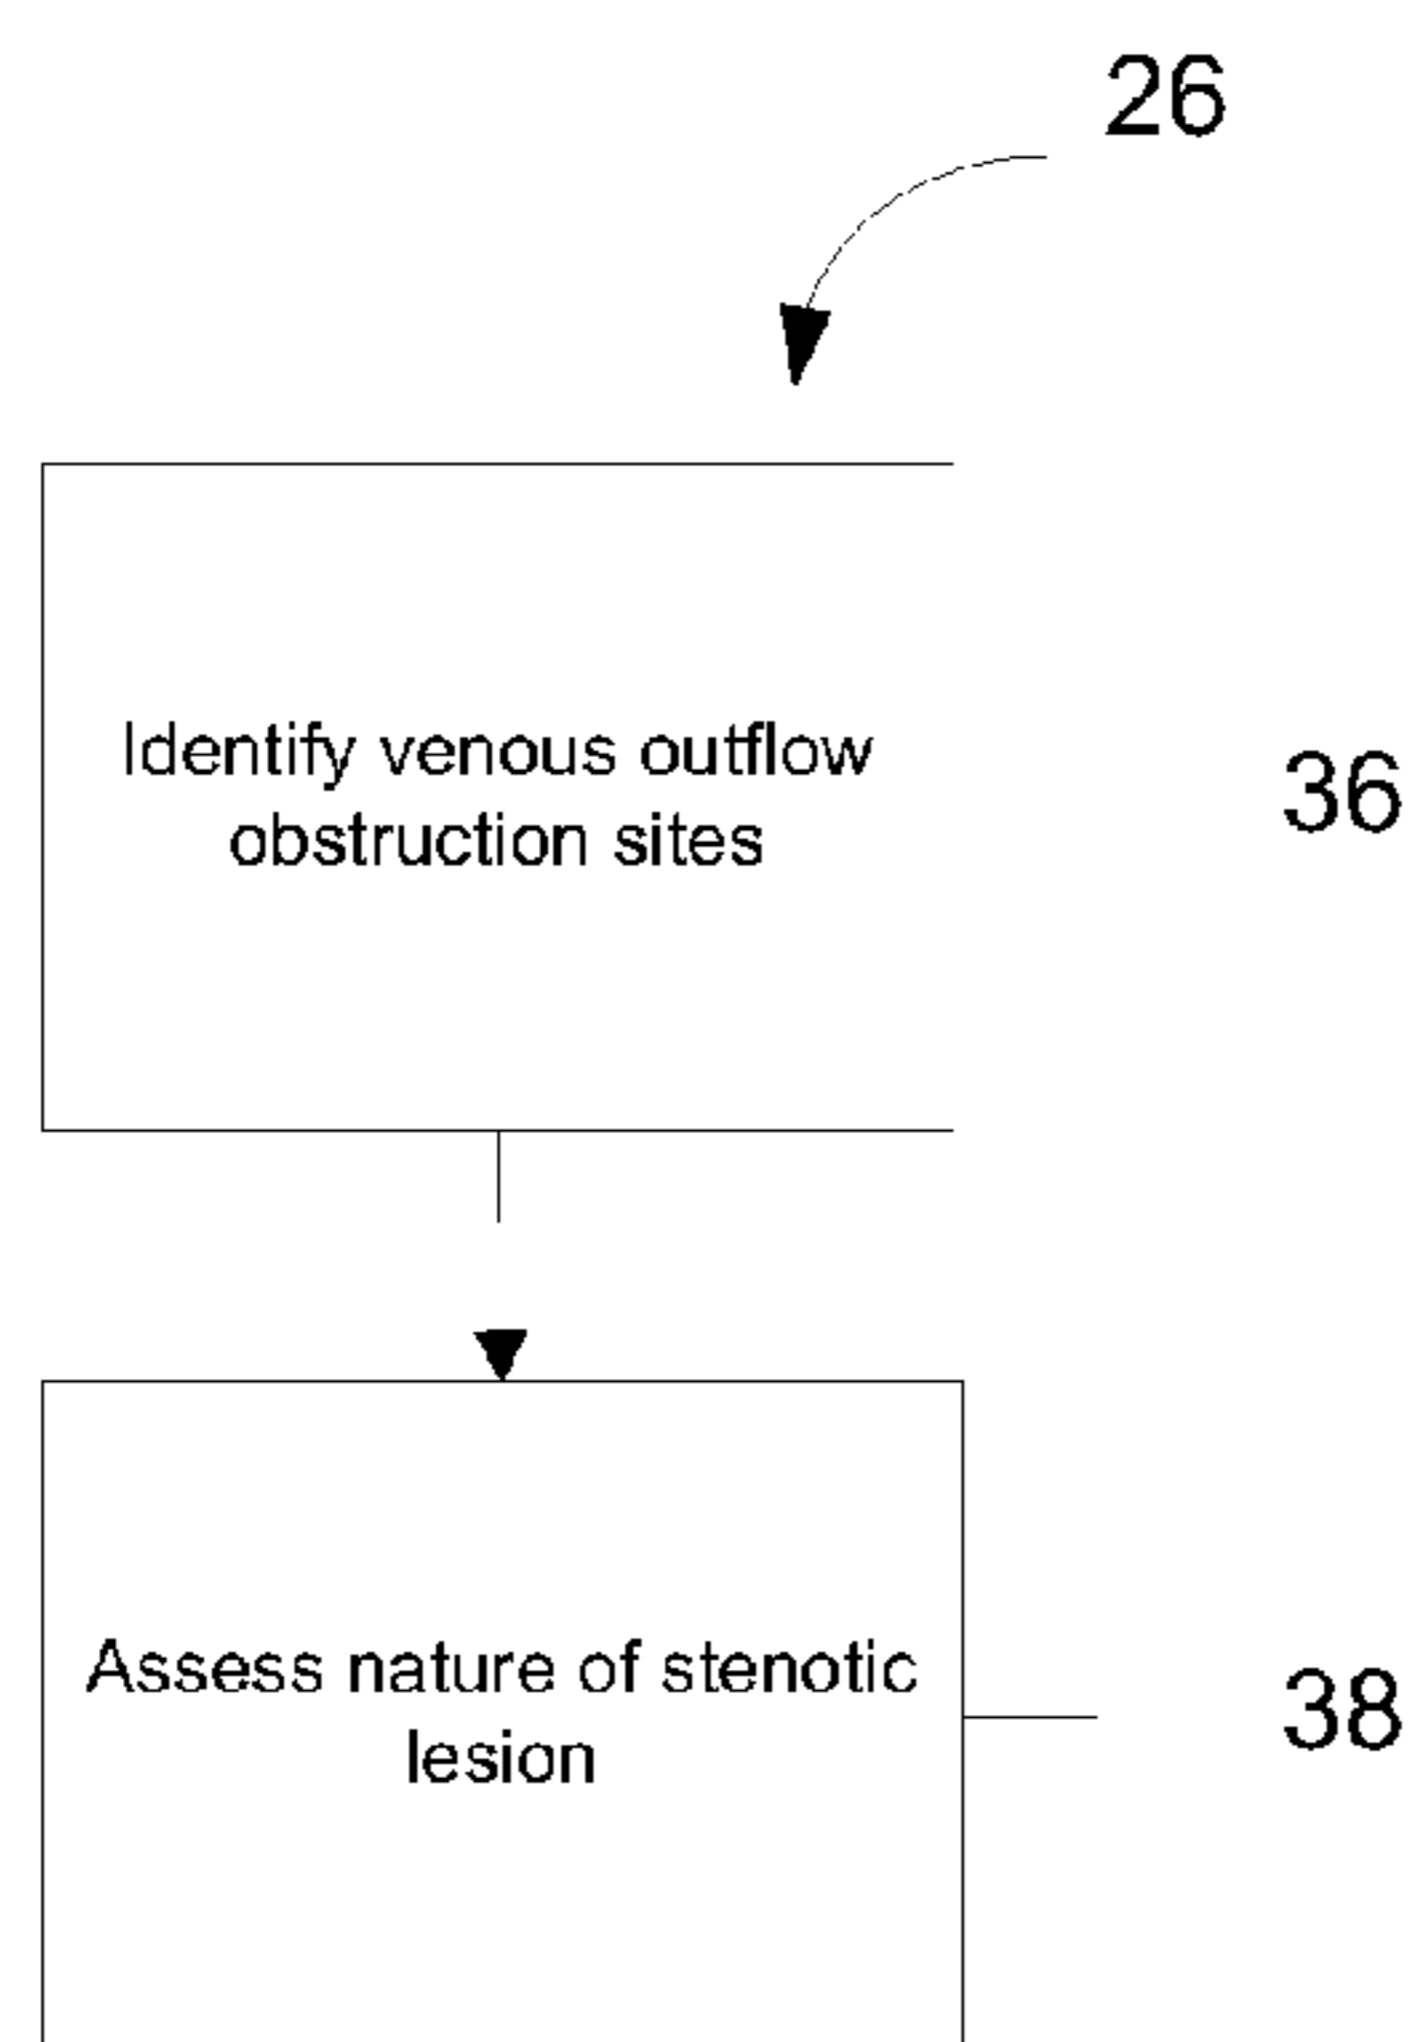 26
Identify venous outflow
obstruction sites
36
Assess nature of stenotic
lesion
38